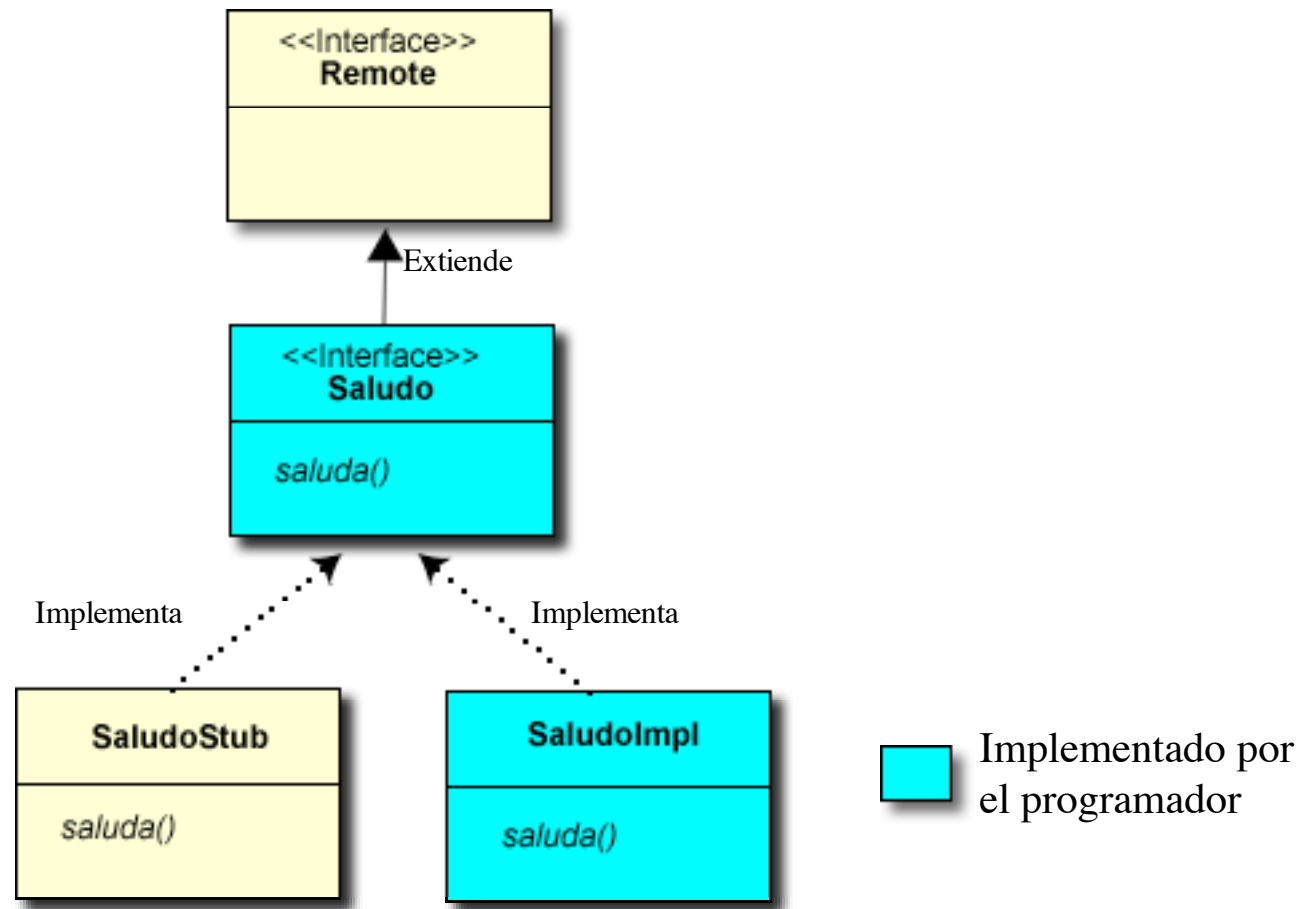 <<Interface>>
Remote
Extiende
<<Interface>>
Saludo
saluda()
Implementa
Implementa
SaludoStub
saluda()
SaludoImpl
saluda()
Implementado por
el programador